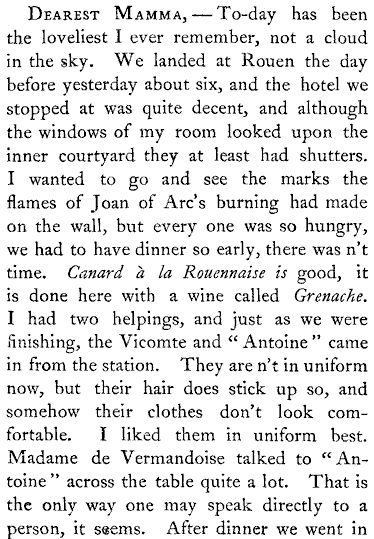 Dearest Mamma, — To-day has been
the loveliest I ever remember, not a cloud
in the sky. We landed at Rouen the day
before yesterday about six, and the hotel we
stopped at was quite decent, and although
the windows of my room looked upon the
inner courtyard they at least had shutters.
I wanted to go and see the marks the
flames of Joan of Arc's burning had made
on the wall, but every one was so hungry,
we had to have dinner so early, there was n't
time. Canard à la Rouennaise is good, it
is done here with a wine called Grenache.
I had two helpings, and just as we were
finishing, the Vicomte and “ Antoine ” came
in from the station. They are n't in uniform
now, but their hair does stick up so, and
somehow their clothes don't look com-
fortable. I liked them in uniform best.
Madame de Vermandoise talked to “ An-
toine ” across the table quite a lot. That is
the only way one may speak directly to a
person, it seems. After dinner we went in